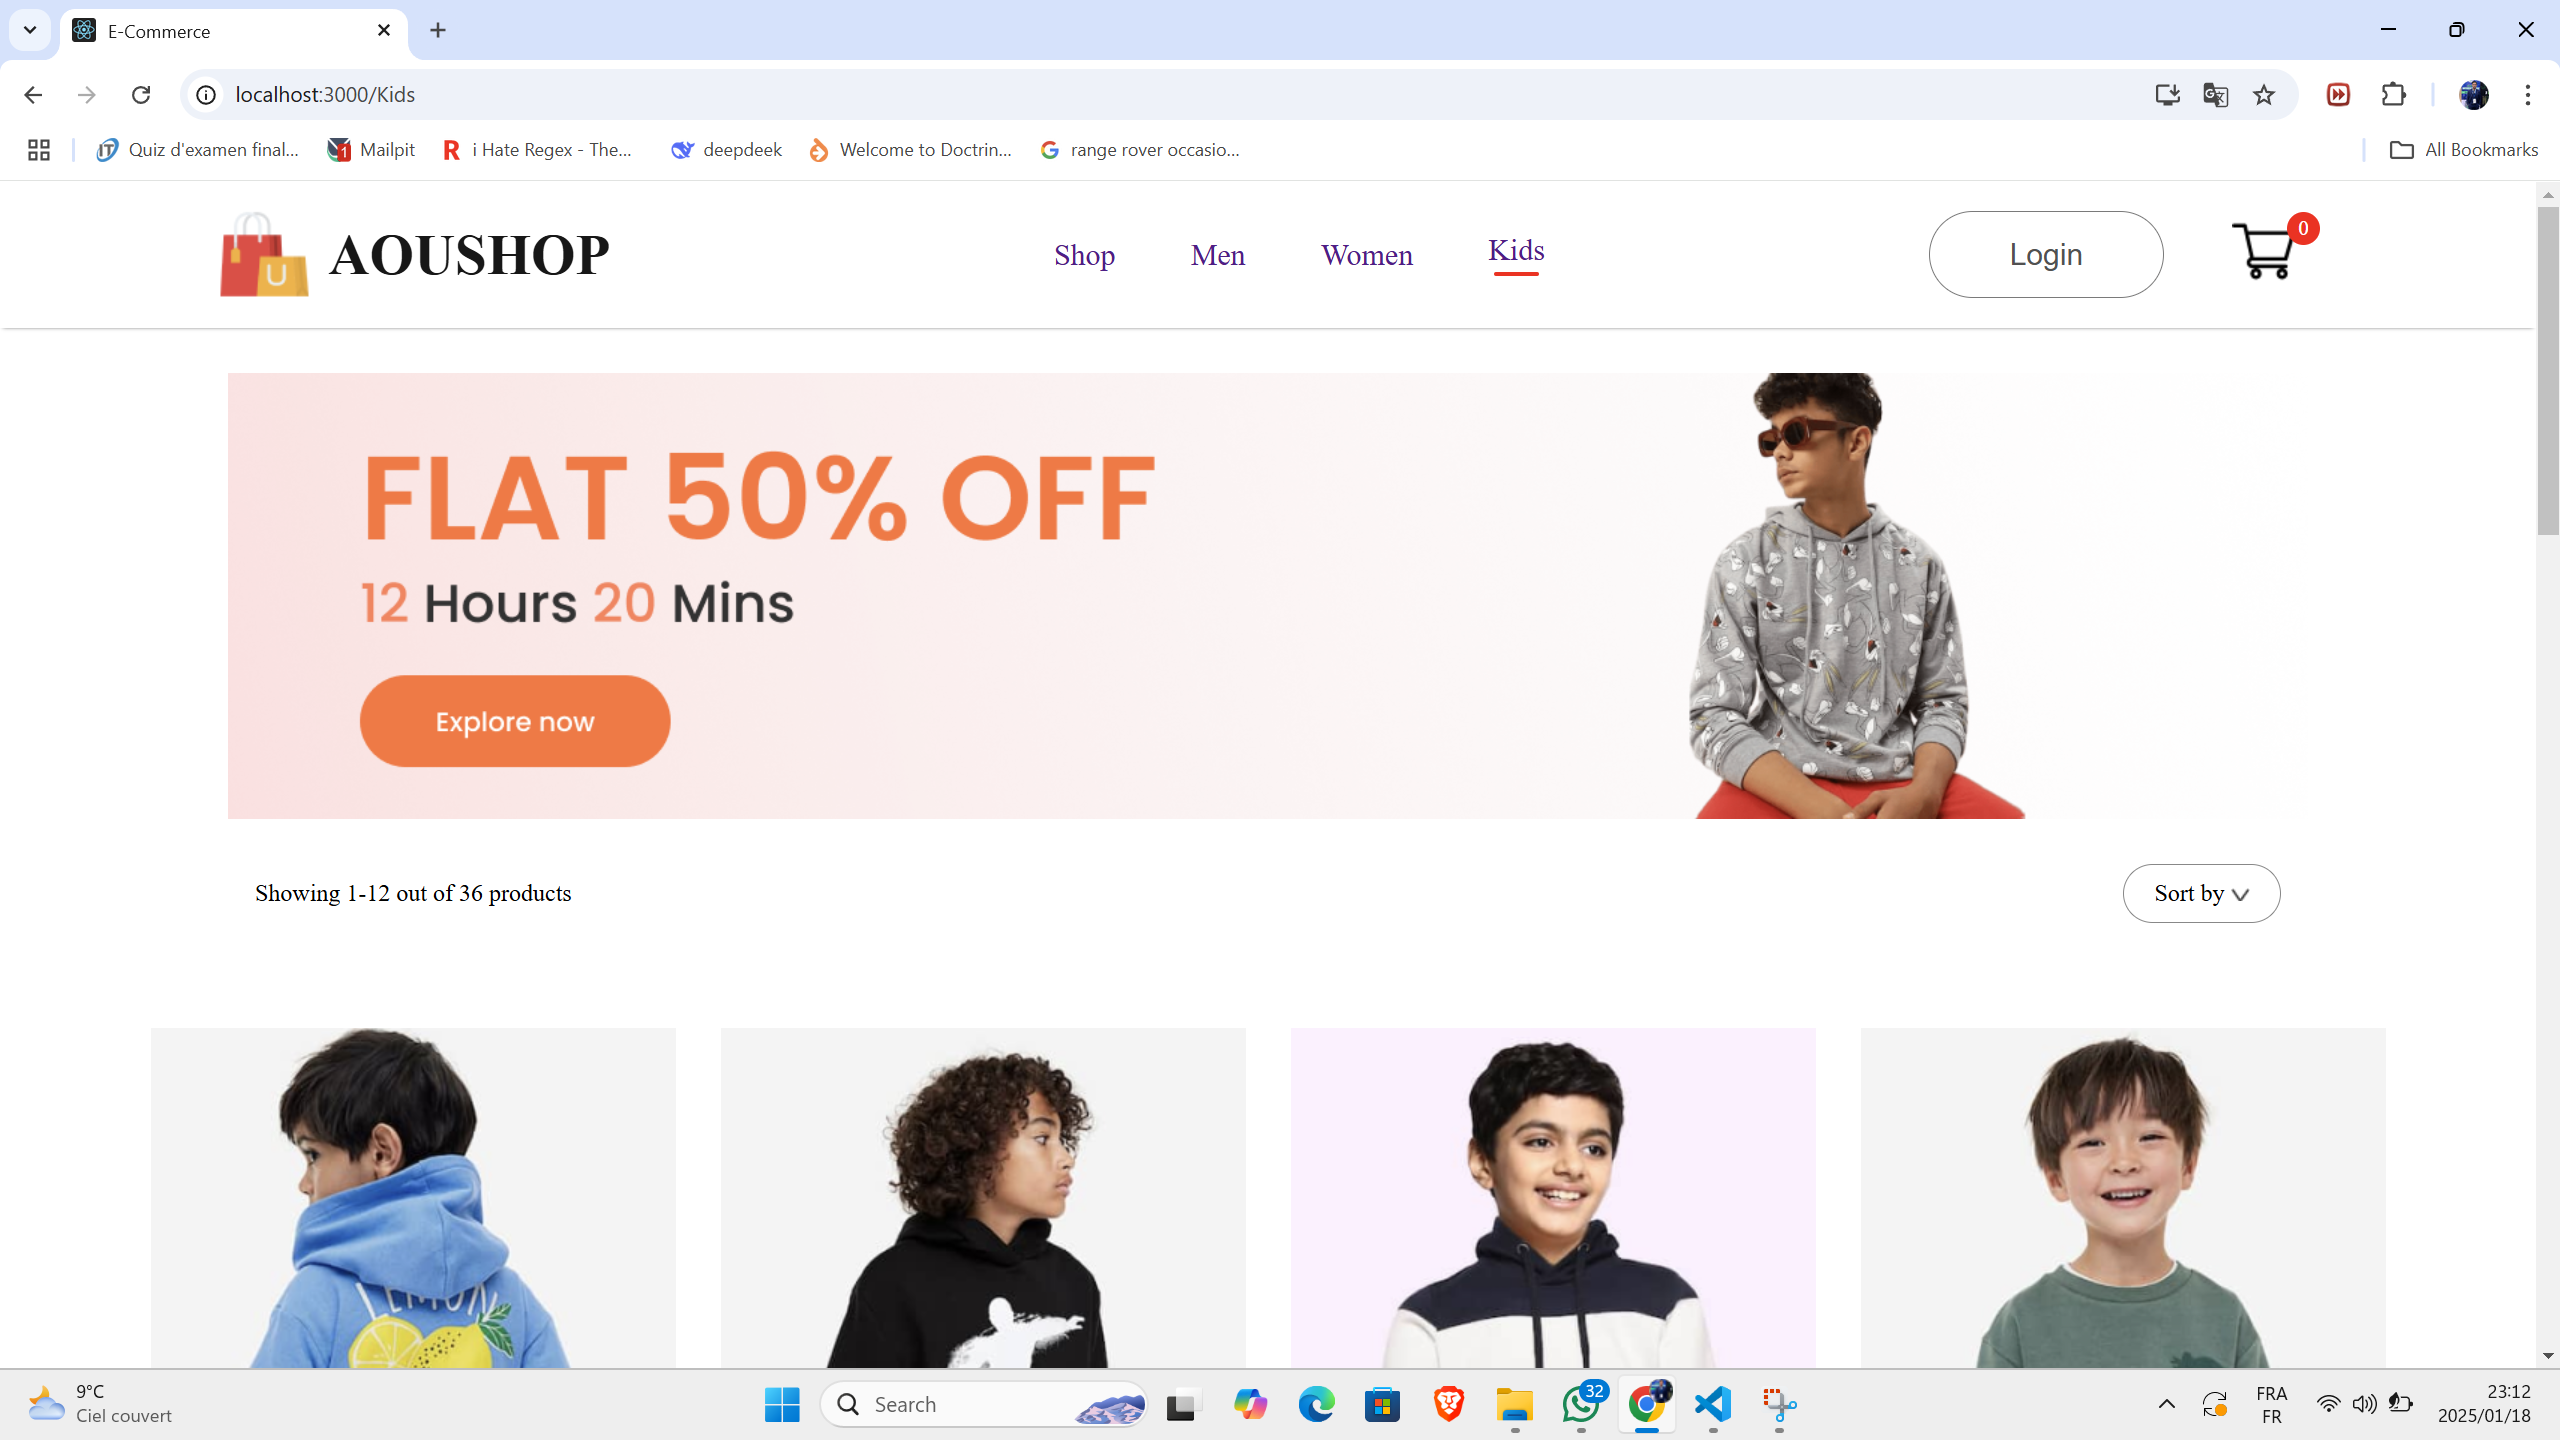 E-Commerce
localhost:3000/Kids
Quiz d'examen final...
1
Mailpit
i Hate Regex - The...
deepdeek
Welcome to Doctrin...
range rover occasio...
All Bookmarks
AOUSHOP
Shop
Men
Women
Kids
Login
0
FLAT 50% OFF
12 Hours 20 Mins
Explore now
Showing 1-12 out of 36 products
Sort by
LEMON
9°C
Ciel couvert
Search
32
FRA
FR
23:12
2025/01/18